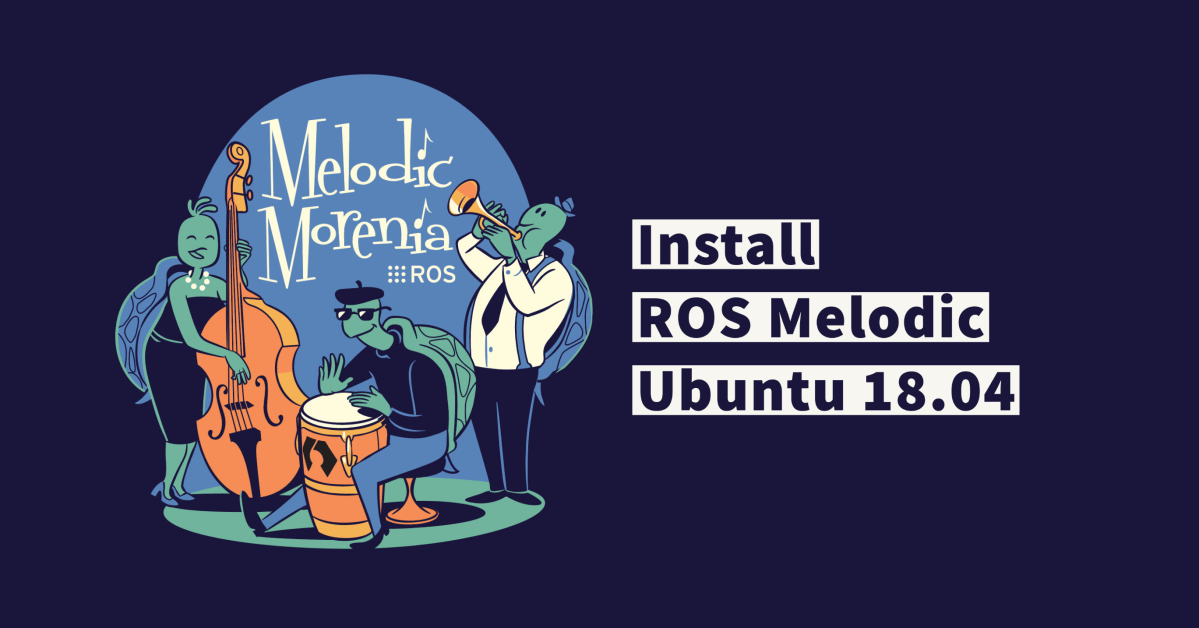 Melodic
Morenia
ROS
Install
ROS Melodic
Ubuntu 18.04